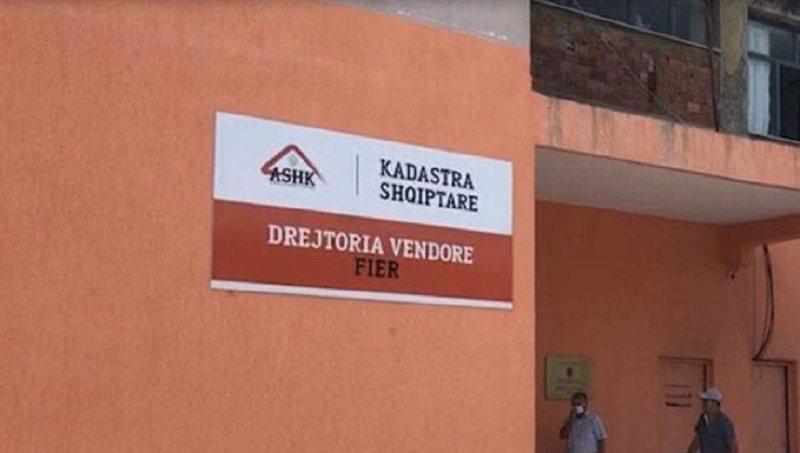 ASHK
KADASTRA
SHQIPTARE
DREJTORIA VENDORE
FIER